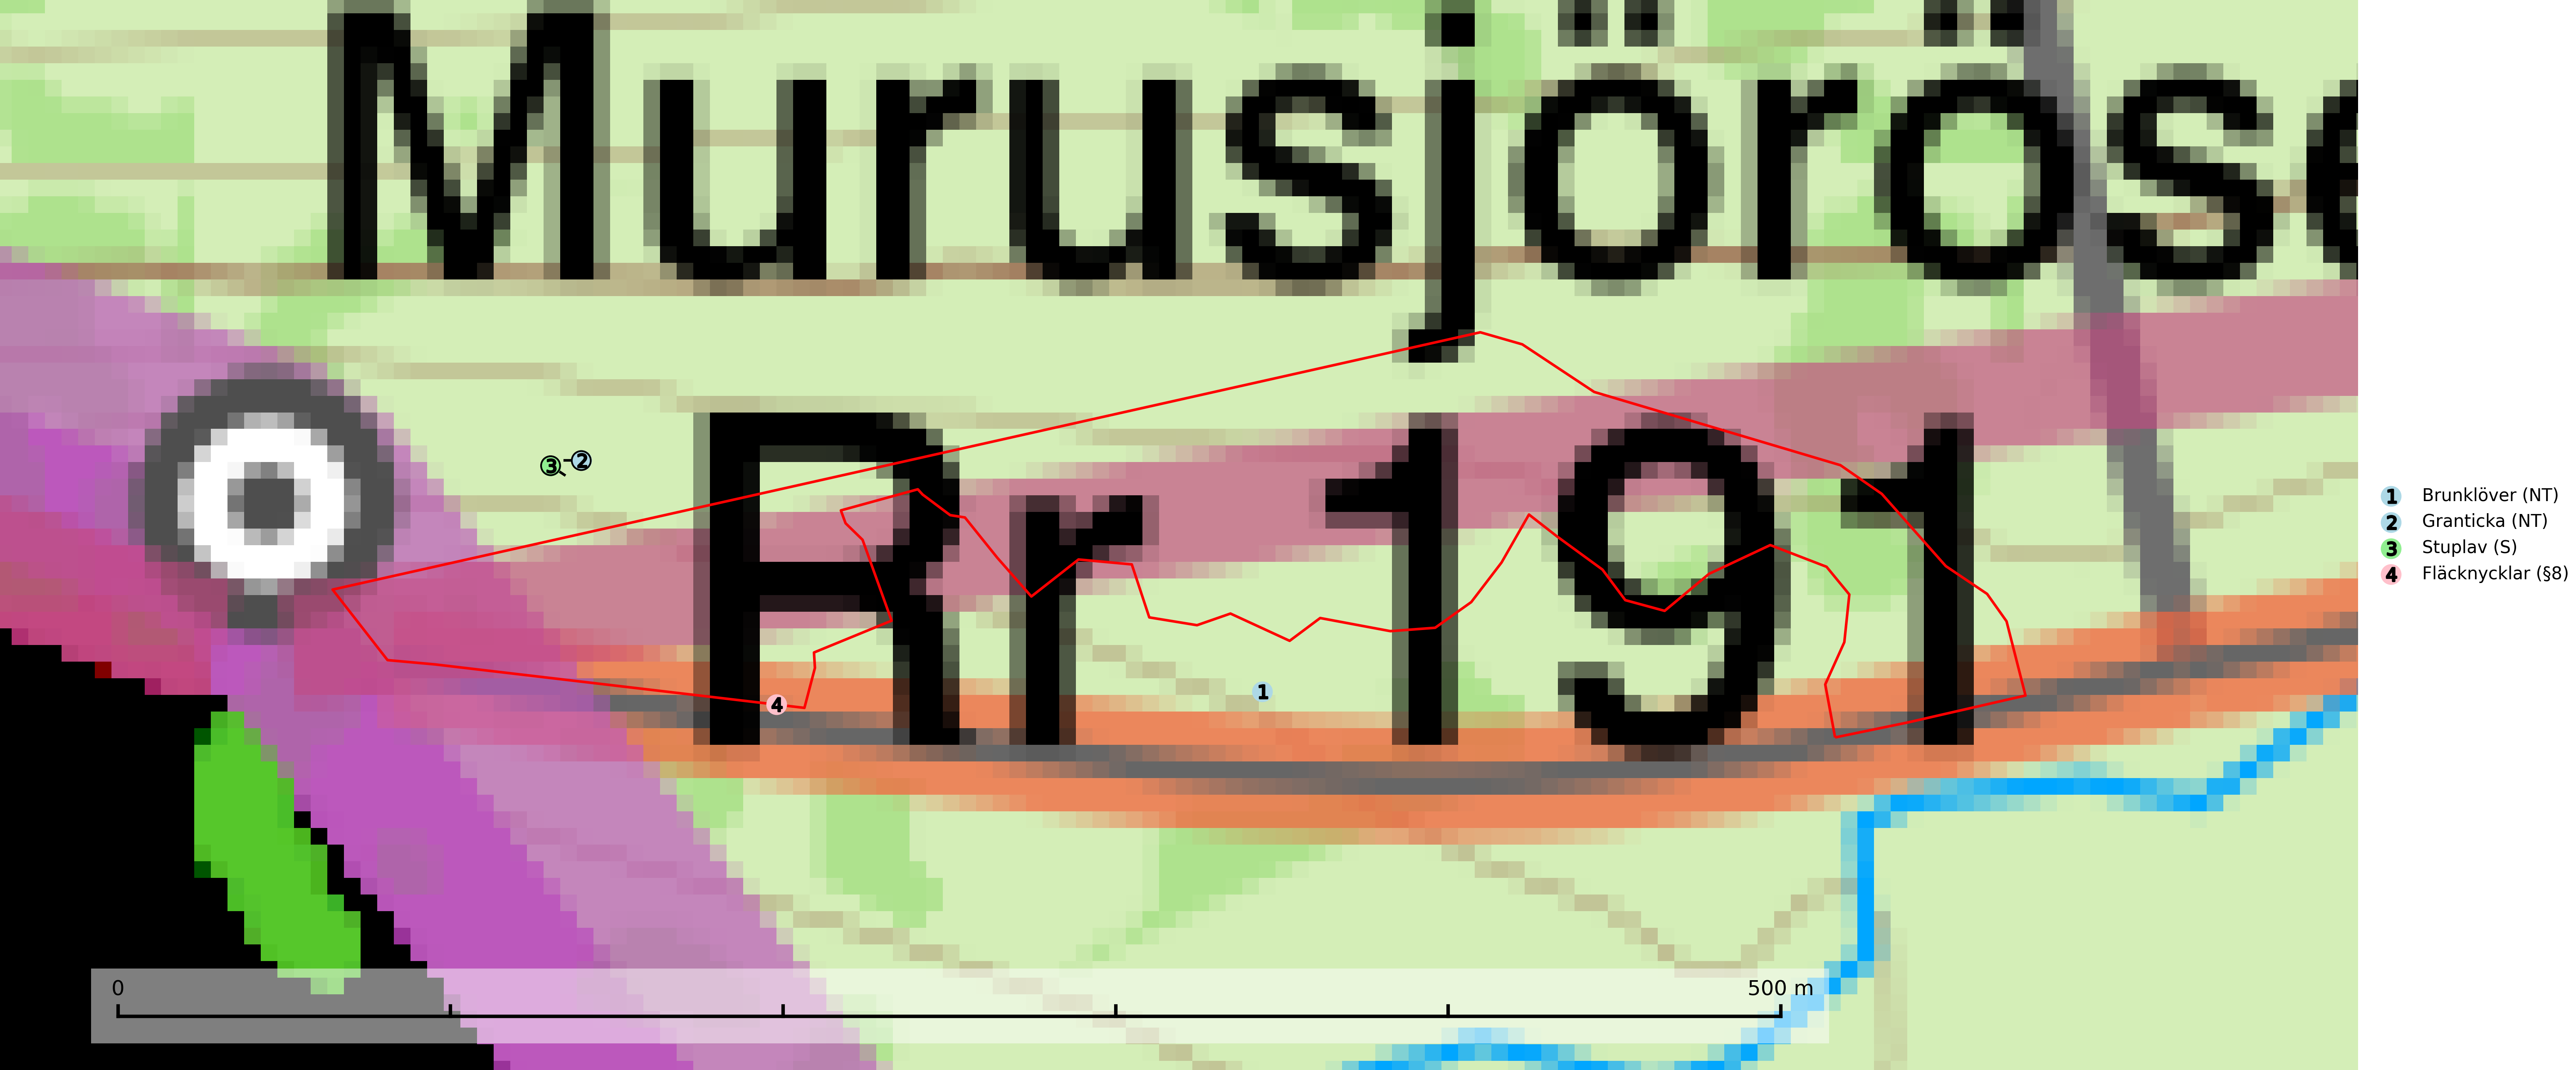 Murusjörös
Rr 191
3 2
4
1
0 500 m
1 Brunklöver (NT)
2 Granticka (NT)
3 Stuplav (S)
4 Fläcknycklar (§8)